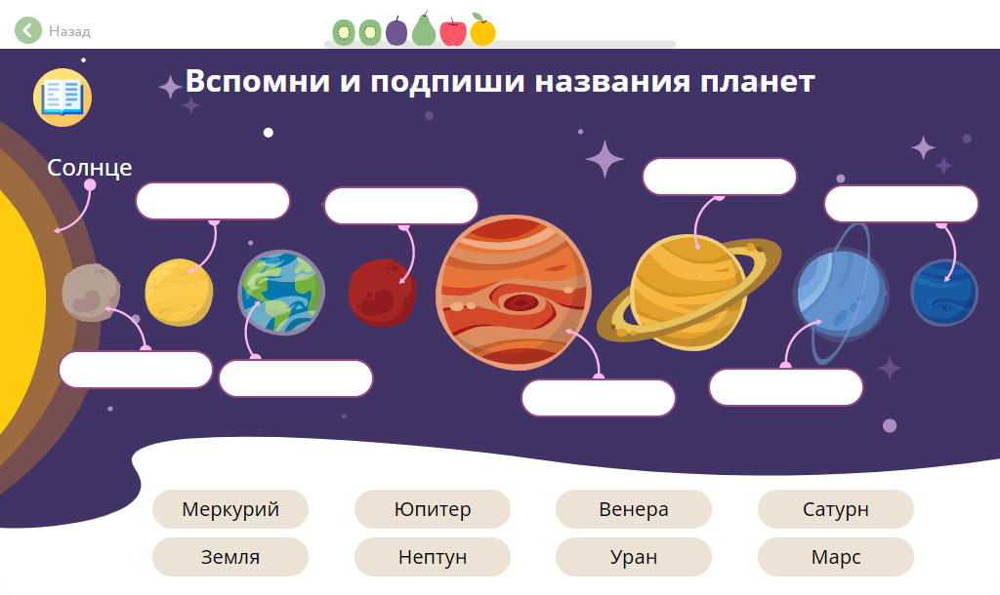 Назад
Вспомни и подпиши названия планет
Солнце
Меркурий
Юпитер
Венера
Сатурн
Земля
Нептун
Уран
Марс